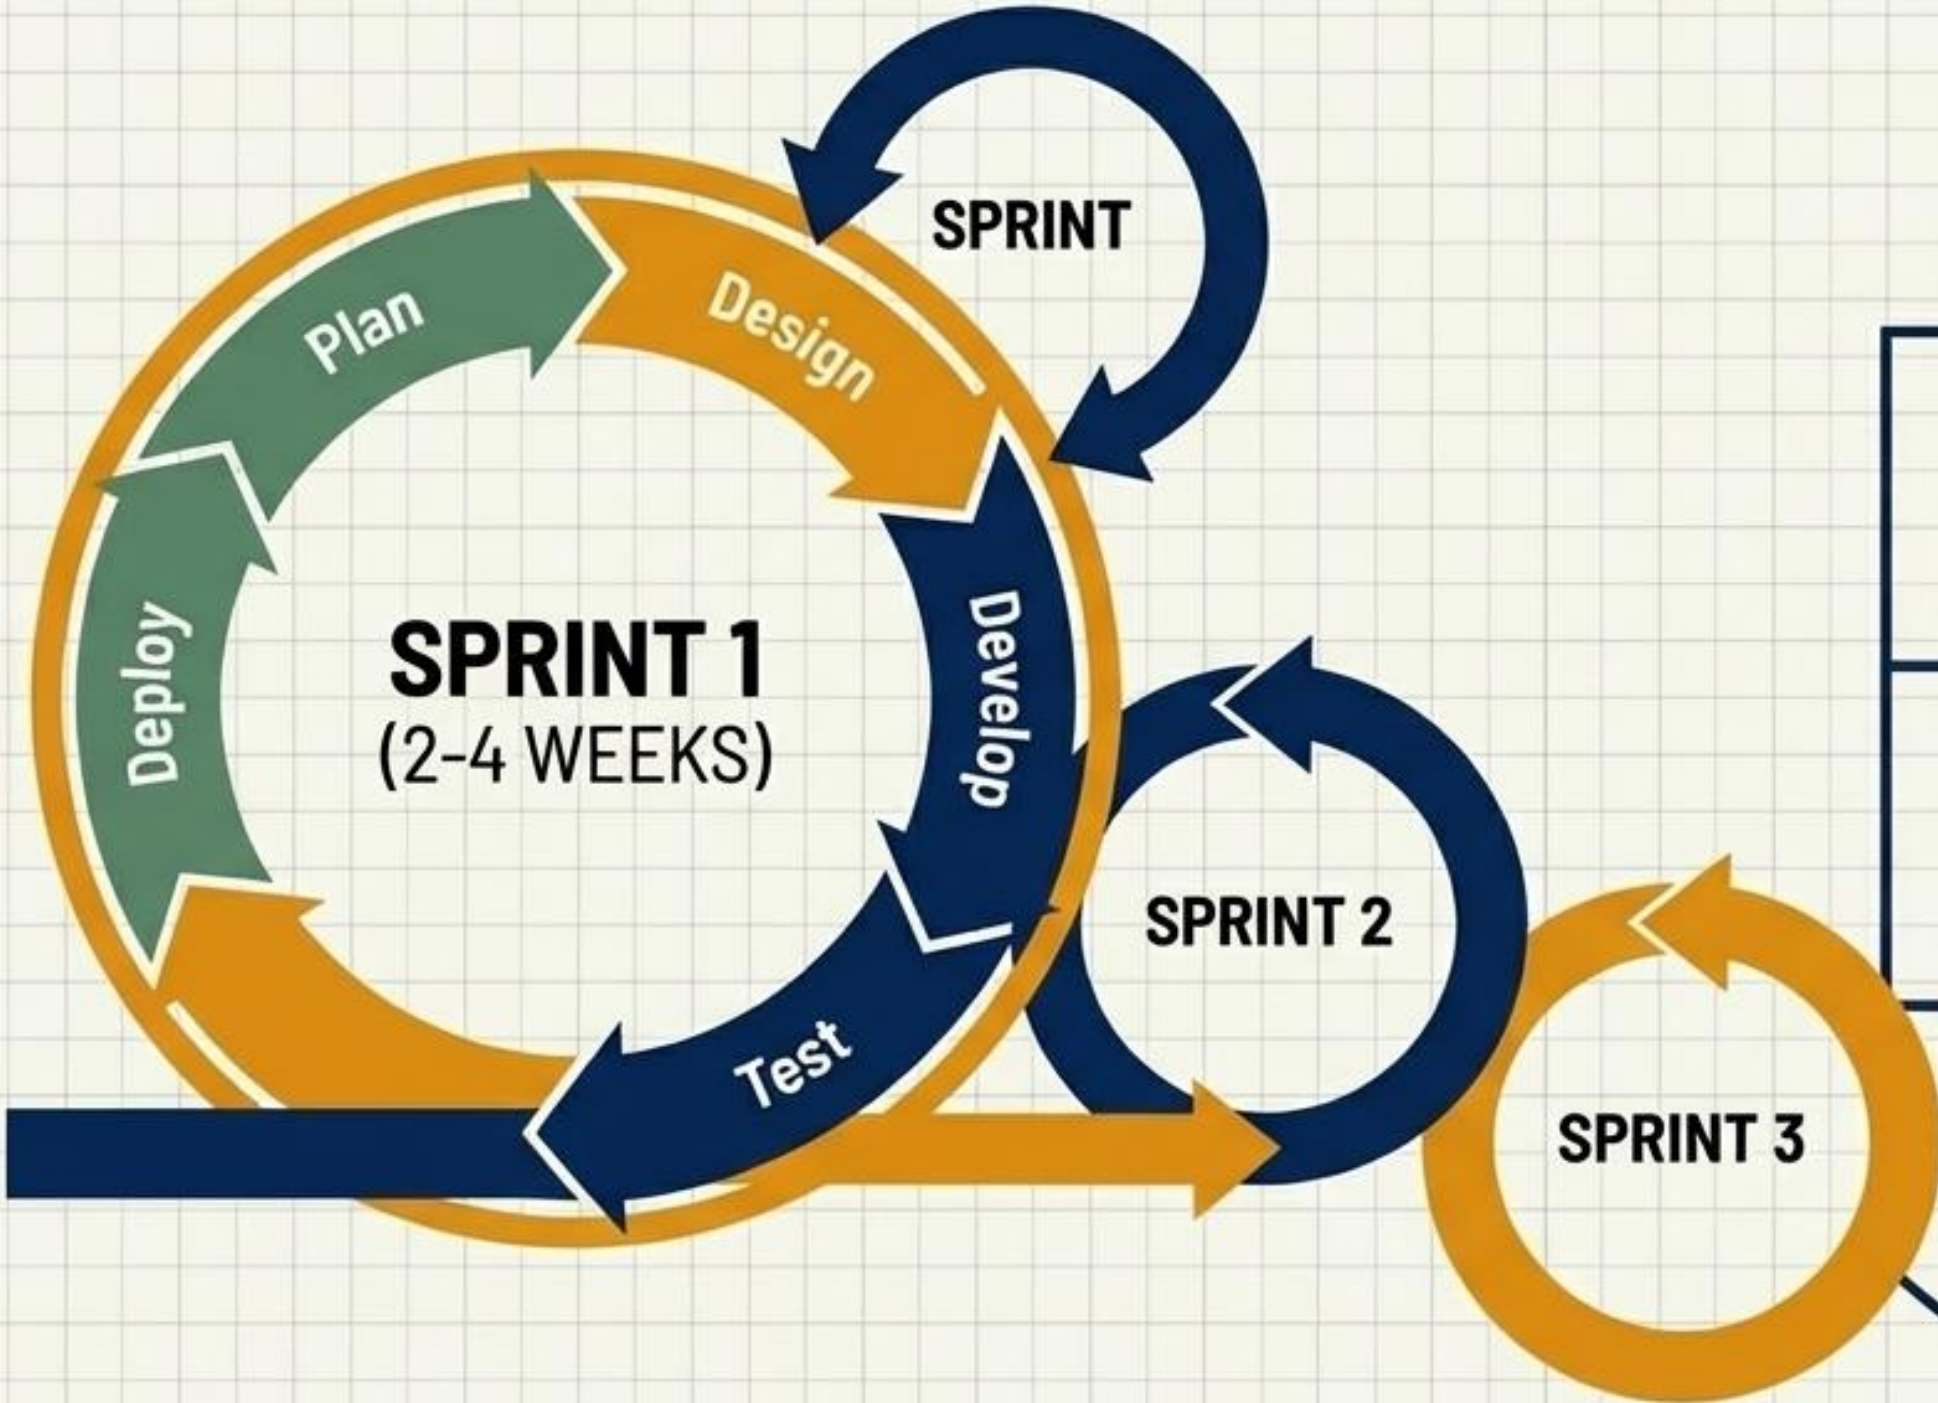 SPRINT
Plan
Design
Develop
Test
Deploy
SPRINT 1
(2-4 WEEKS)
SPRINT 2
SPRINT 3